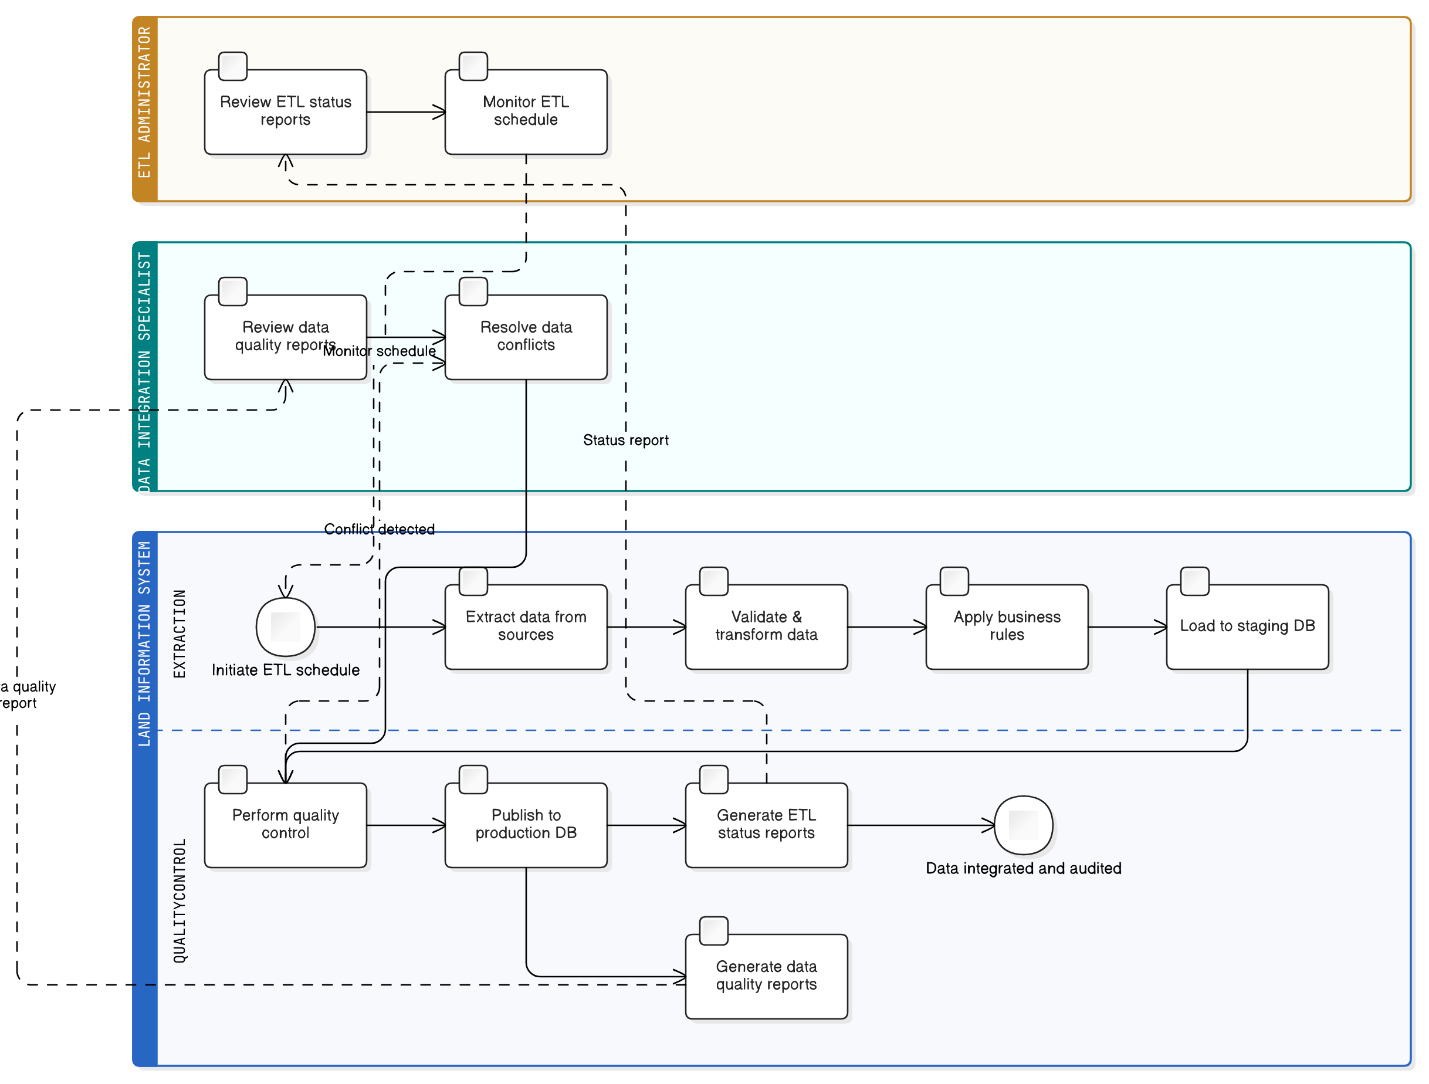 ETL ADMINISTRATOR
Review ETL status
reports
Monitor ETL
schedule
DATA INTEGRATION SPECIALIST
Review data
quality reports
Monitor schedule
Resolve data
conflicts
Status report
Conflict detected
LAND INFORMATION SYSTEM
EXTRACTION
Initiate ETL schedule
Extract data from
sources
Validate &
transform data
Apply business
rules
Load to staging DB
a quality
report
QUALITYCONTROL
Perform quality
control
Publish to
production DB
Generate ETL
status reports
Data integrated and audited
Generate data
quality reports